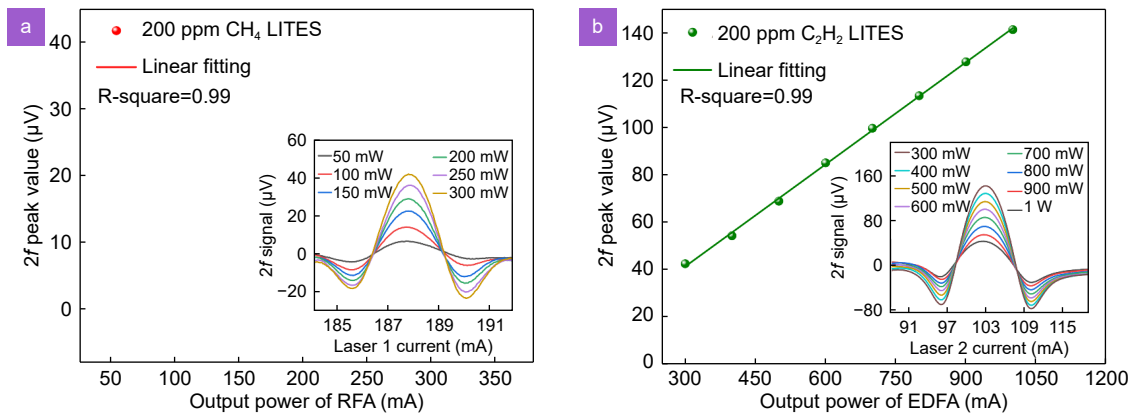 a
200 ppm CH₄ LITES
Linear fitting
R-square=0.99
2f peak value (μV)
40
30
20
10
0
50 100 150 200 250 300 350
Output power of RFA (mA)
2f signal (μV)
60
40
20
0
−20
50 mW 200 mW
100 mW 250 mW
150 mW 300 mW
185 187 189 191
Laser 1 current (mA)
b
200 ppm C₂H₂ LITES
Linear fitting
R-square=0.99
2f peak value (μV)
140
120
100
80
60
40
20
0
300 450 600 750 900 1050 1200
Output power of EDFA (mA)
2f signal (μV)
160
80
0
−80
300 mW 700 mW
400 mW 800 mW
500 mW 900 mW
600 mW 1 W
91 97 103 109 115
Laser 2 current (mA)